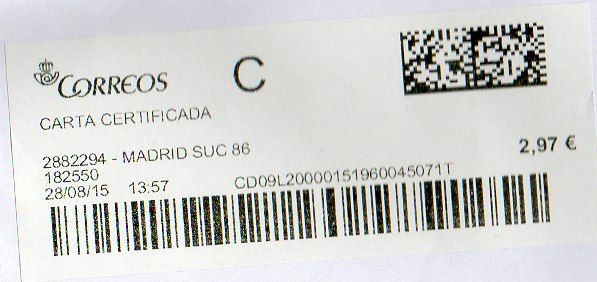 CORREOS
C
CARTA CERTIFICADA
2882294 - MADRID SUC 86
2,97 €
182550
28/08/15 13:57
CD09L20000151960045071T